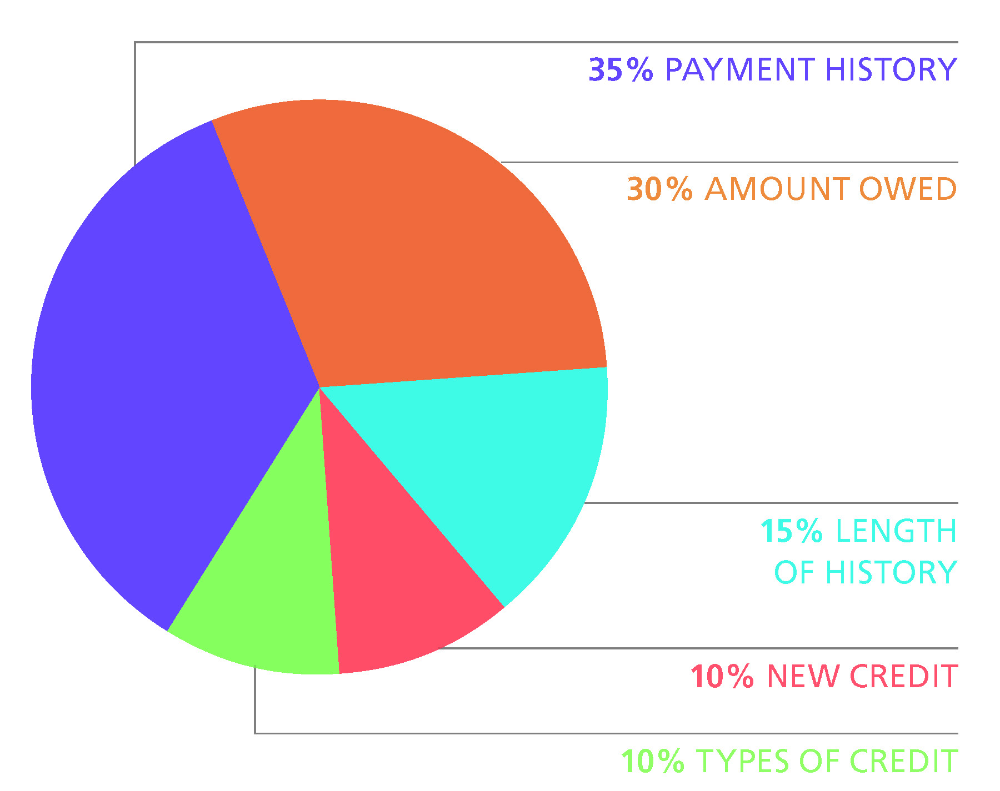 35% PAYMENT HISTORY
30% AMOUNT OWED
15% LENGTH
OF HISTORY
10% NEW CREDIT
10% TYPES OF CREDIT